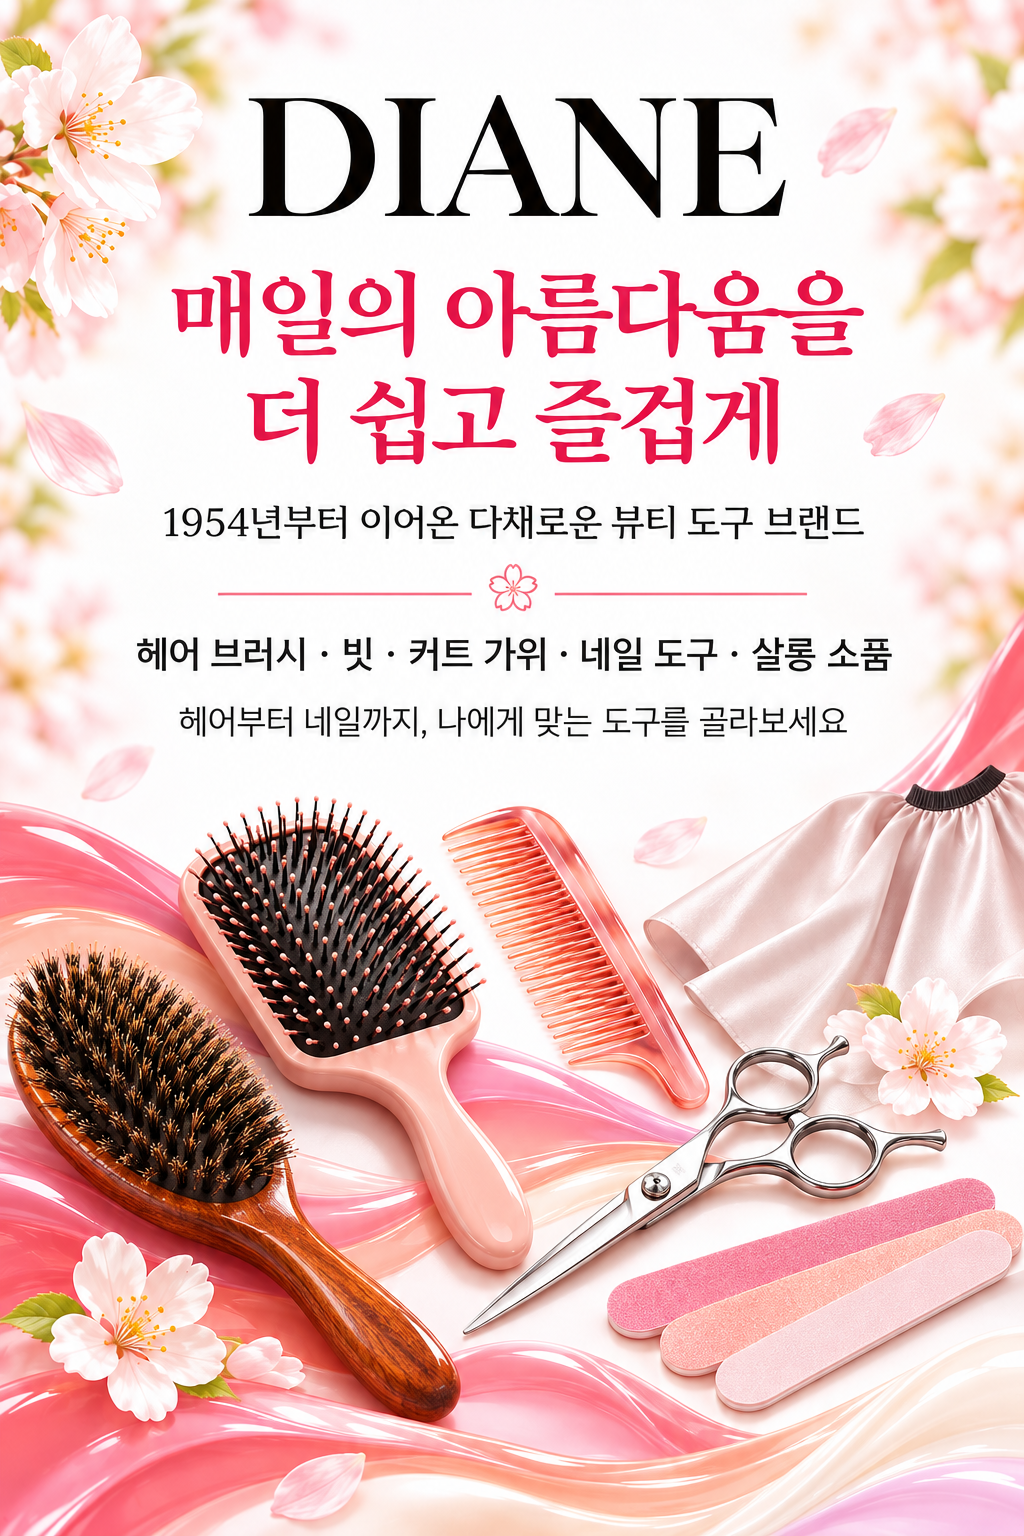 DIANE
매일의 아름다움을
더 쉽고 즐겁게
1954년부터 이어온 다채로운 뷰티 도구 브랜드
헤어 브러시 · 빗 · 커트 가위 · 네일 도구 · 살롱 소품
헤어부터 네일까지, 나에게 맞는 도구를 골라보세요